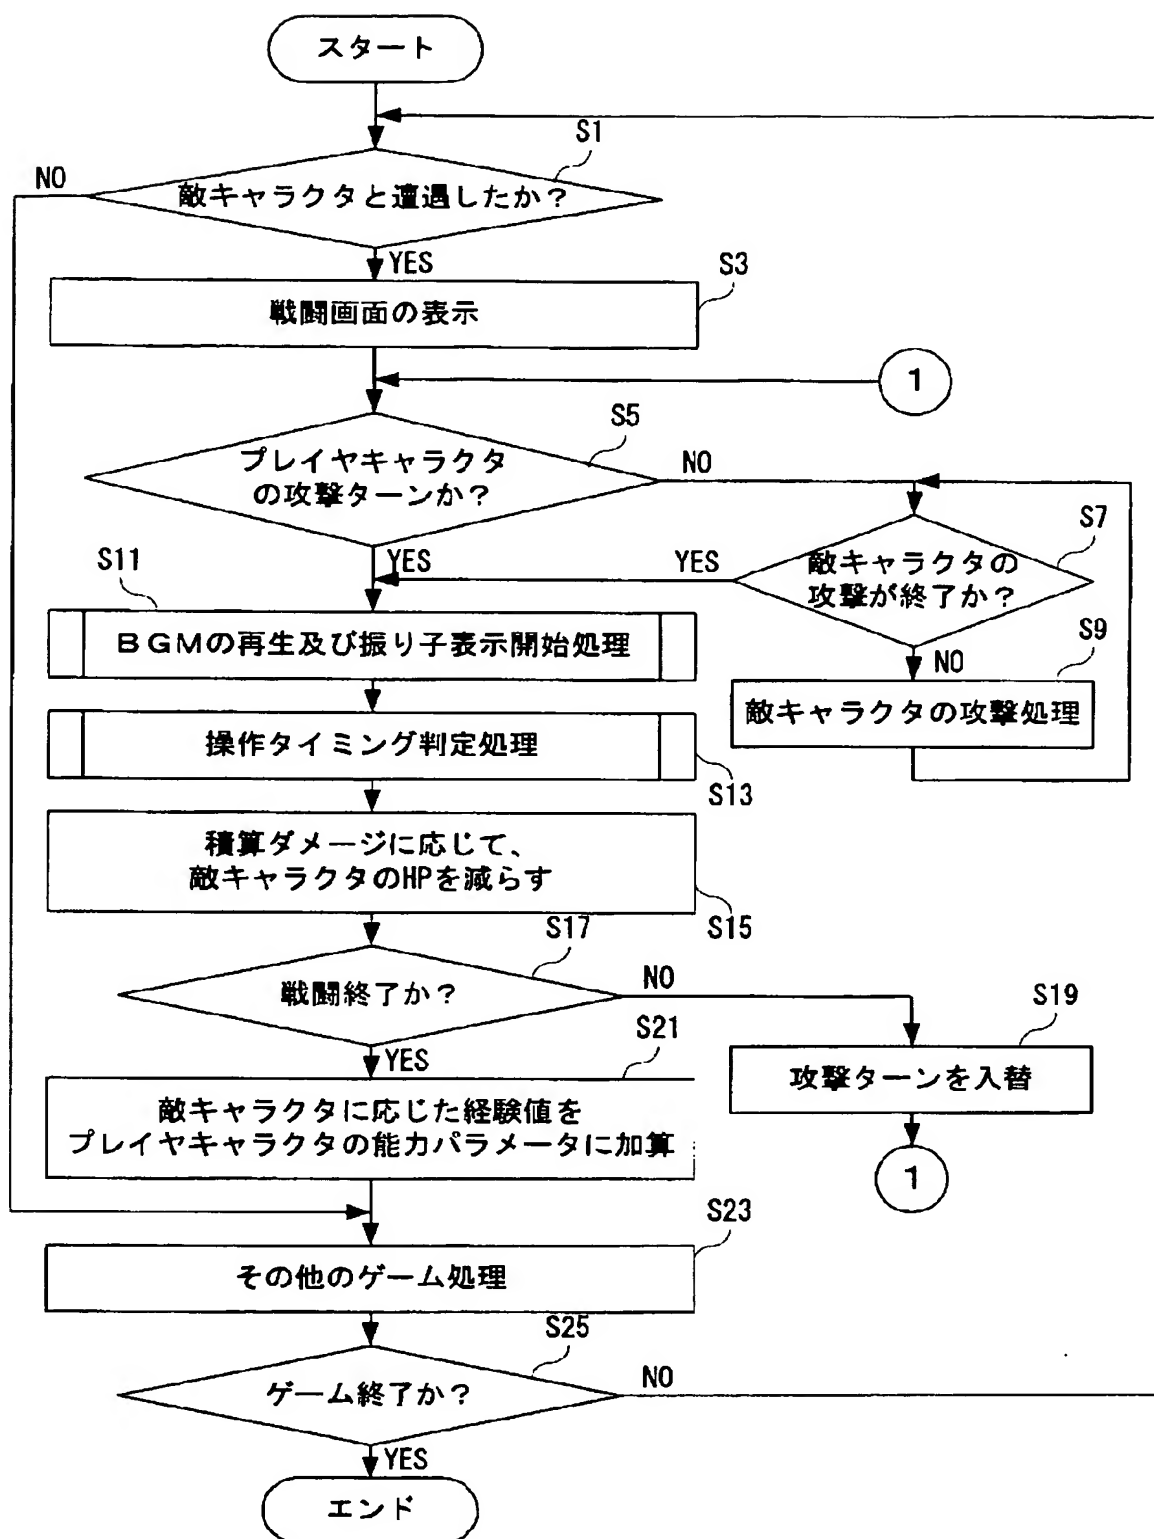 スタート
S1
NO
敵キャラクタと遭遇したか?
YES
S3
戦闘画面の表示
1
S5
プレイヤキャラクタ
の攻撃ターンか?
NO
S7
YES
敵キャラクタの
攻撃が終了か?
YES
S11
BGMの再生及び振り子表示開始処理
NO
S9
敵キャラクタの攻撃処理
操作タイミング判定処理
S13
積算ダメージに応じて、
敵キャラクタのHPを減らす
S15
S17
戦闘終了か?
NO
S19
攻撃ターンを入替
1
YES
S21
敵キャラクタに応じた経験値を
プレイヤキャラクタの能力パラメータに加算
S23
その他のゲーム処理
S25
ゲーム終了か?
NO
YES
エンド